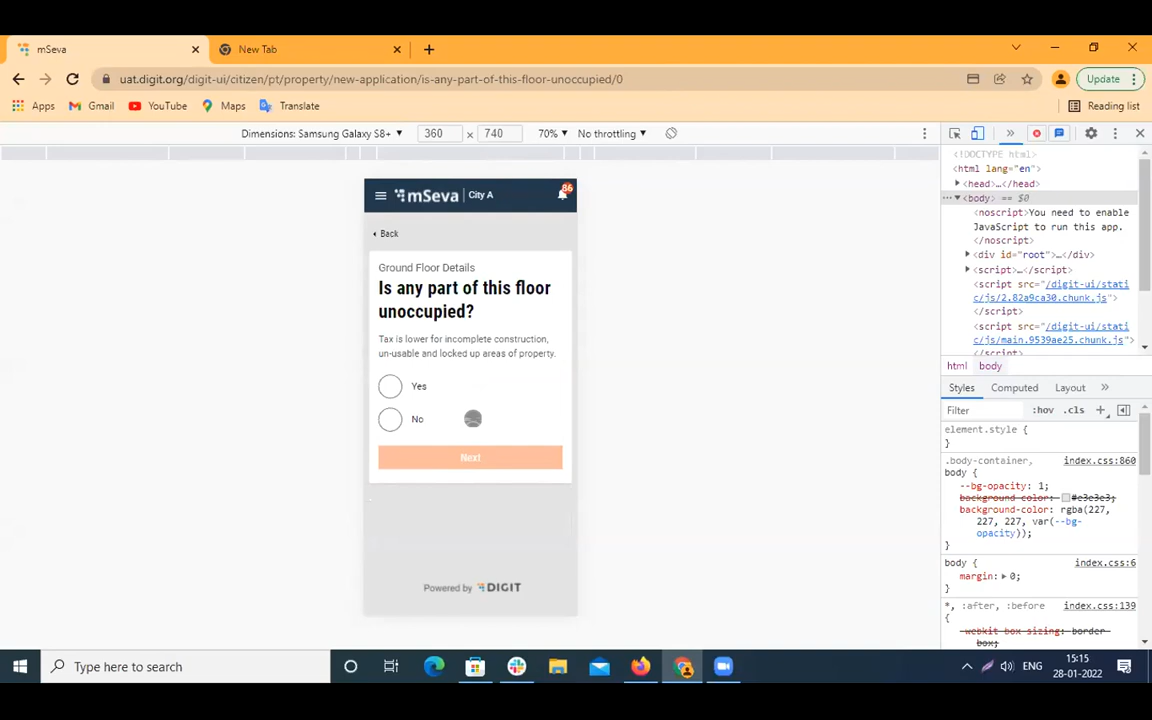 mSeva
New Tab
uat.digit.org/digit-ui/citizen/pt/property/new-application/is-any-part-of-this-floor-unoccupied/0
Update
Apps Gmail YouTube Maps Translate Reading list
Dimensions: Samsung Galaxy S8+ 360 x 740 70% No throttling
<!DOCTYPE html>
<html lang="en">
<head>…</head>
<body> == $0
<noscript>You need to enable
JavaScript to run this app.
</noscript>
<div id="root">…</div>
<script>…</script>
<script src="/digit-ui/stati
c/js/2.82a9ca30.chunk.js">
</script>
<script src="/digit-ui/stati
c/js/main.9539ae25.chunk.js">
</script>
html body
Styles Computed Layout
Filter :hov .cls
element.style {
}
.body-container, index.css:860
body {
--bg-opacity: 1;
background-color: #e3e3e3;
background-color: rgba(227,
227, 227, var(--bg-
opacity));
}
body { index.css:6
margin: 0;
}
*, :after, :before index.css:139
{
-webkit-box-sizing: border-
box;
mSeva City A
86
Back
Ground Floor Details
Is any part of this floor
unoccupied?
Tax is lower for incomplete construction,
un-usable and locked up areas of property.
Yes
No
Next
Powered by DIGIT
Type here to search
ENG
15:15
28-01-2022